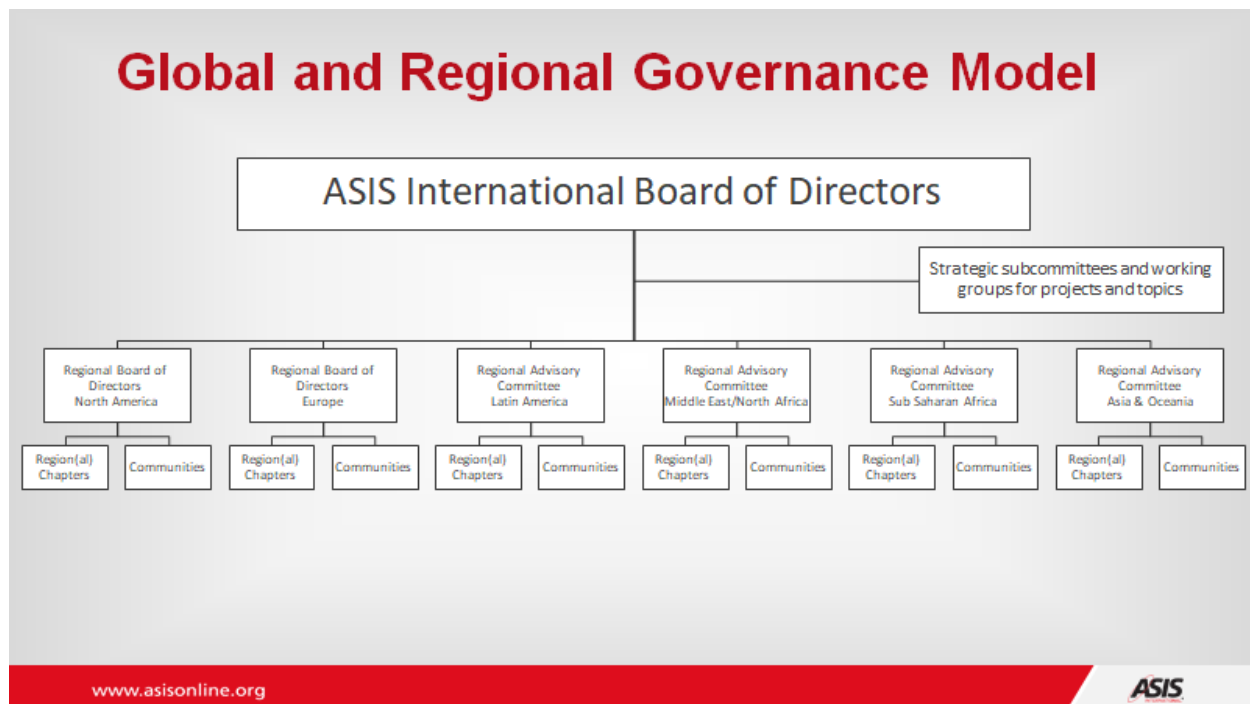 Global and Regional Governance Model
ASIS International Board of Directors
Strategic subcommittees and working
groups for projects and topics
Regional Board of
Directors
North America
Regional Board of
Directors
Europe
Regional Advisory
Committee
Latin America
Regional Advisory
Committee
Middle East/North Africa
Regional Advisory
Committee
Sub Saharan Africa
Regional Advisory
Committee
Asia & Oceania
Region(al)
Chapters
Communities
Region(al)
Chapters
Communities
Region(al)
Chapters
Communities
Region(al)
Chapters
Communities
Region(al)
Chapters
Communities
Region(al)
Chapters
Communities
www.asisonline.org
ASIS
INTERNATIONAL